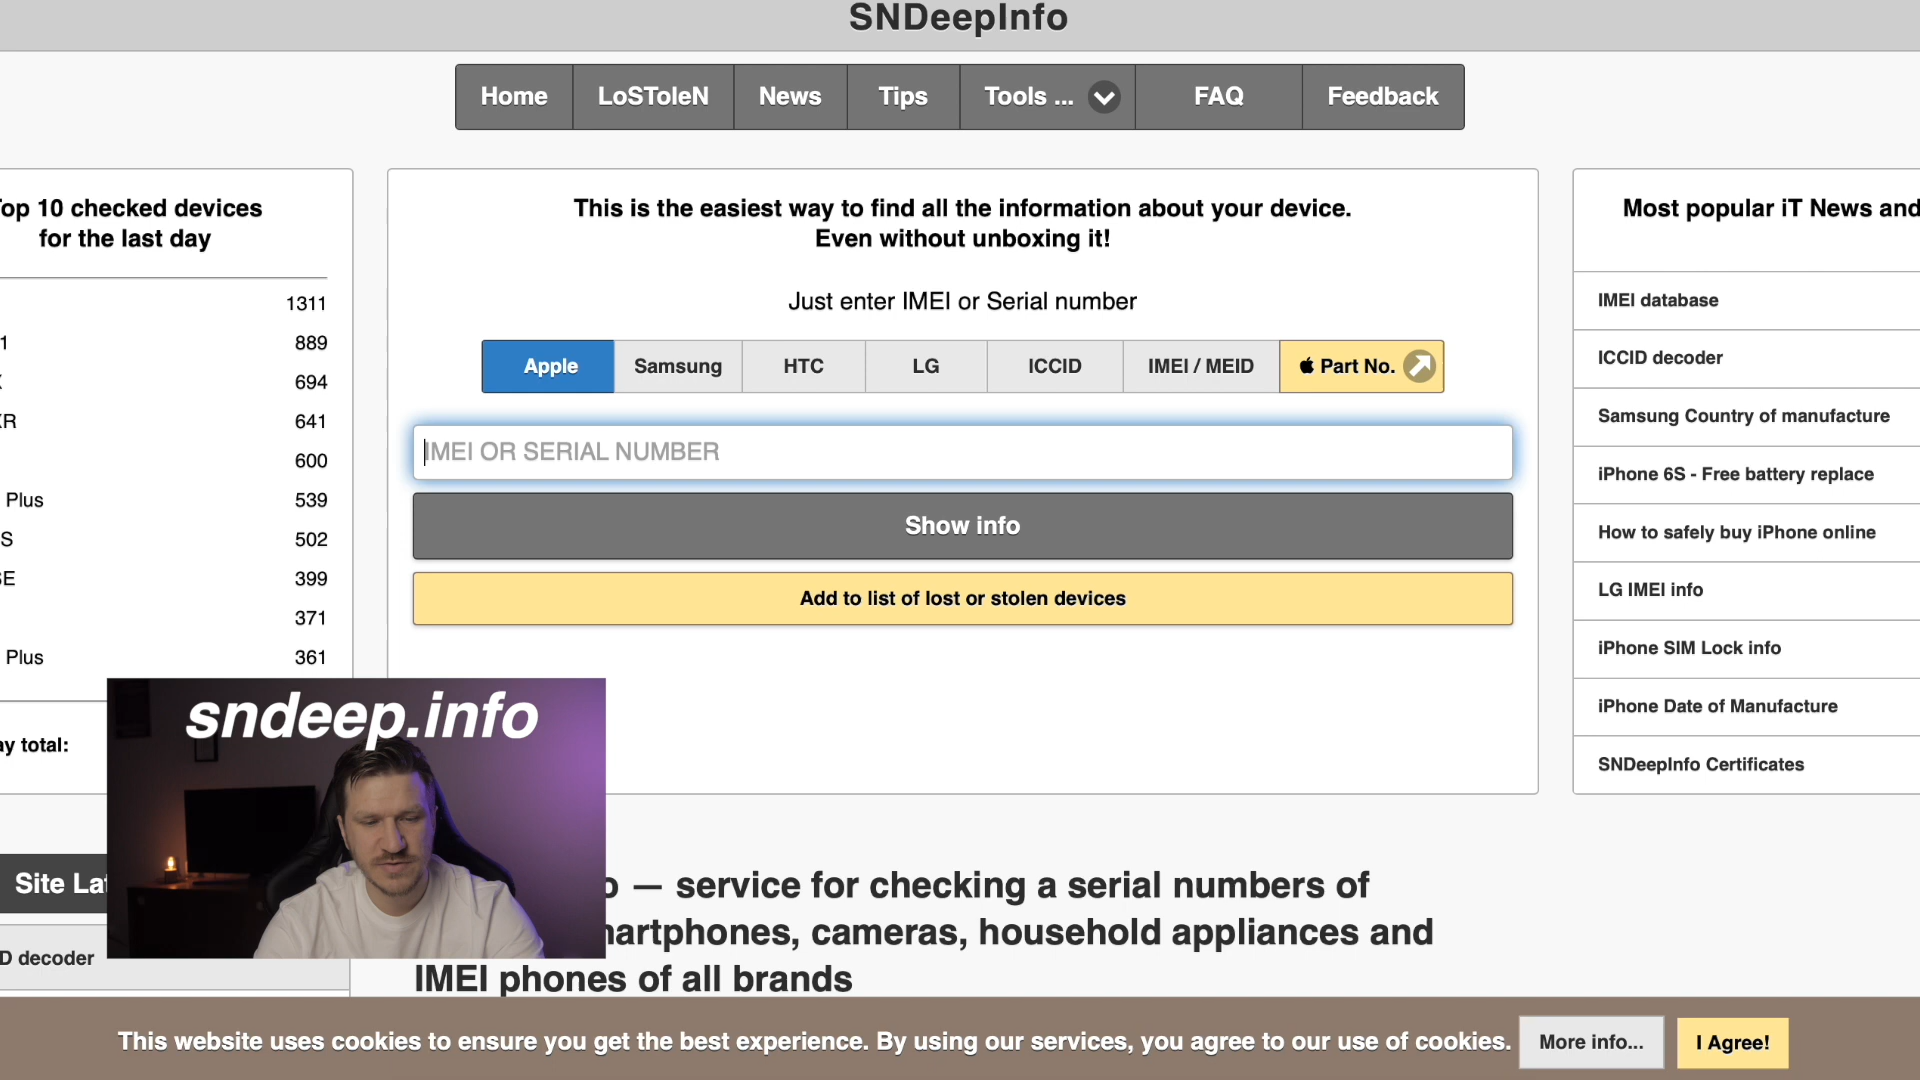 SNDeepInfo
Home
LoSToleN
News
Tips
Tools ...
FAQ
Feedback
op 10 checked devices
for the last day
1311
1
889
694
R
641
600
Plus
539
S
502
E
399
371
Plus
361
ay total:
This is the easiest way to find all the information about your device.
Even without unboxing it!
Just enter IMEI or Serial number
Apple
Samsung
HTC
LG
ICCID
IMEI / MEID
Part No.
IMEI OR SERIAL NUMBER
Show info
Add to list of lost or stolen devices
Most popular iT News and
IMEI database
ICCID decoder
Samsung Country of manufacture
iPhone 6S - Free battery replace
How to safely buy iPhone online
LG IMEI info
iPhone SIM Lock info
iPhone Date of Manufacture
SNDeepInfo Certificates
sndeep.info
Site La
D decoder
o — service for checking a serial numbers of
martphones, cameras, household appliances and
IMEI phones of all brands
This website uses cookies to ensure you get the best experience. By using our services, you agree to our use of cookies.
More info...
I Agree!